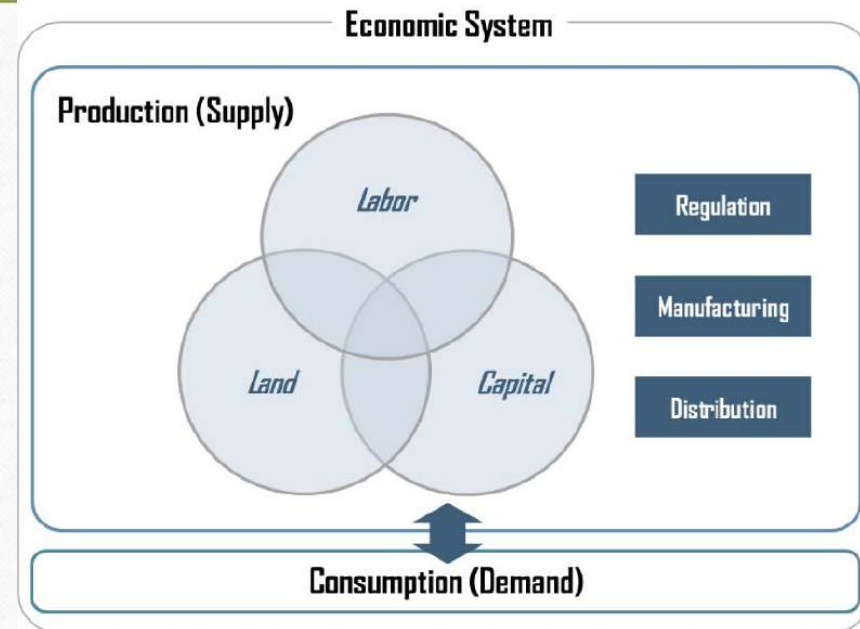 Economic System
Production (Supply)
Labor
Land
Capital
Regulation
Manufacturing
Distribution
Consumption (Demand)